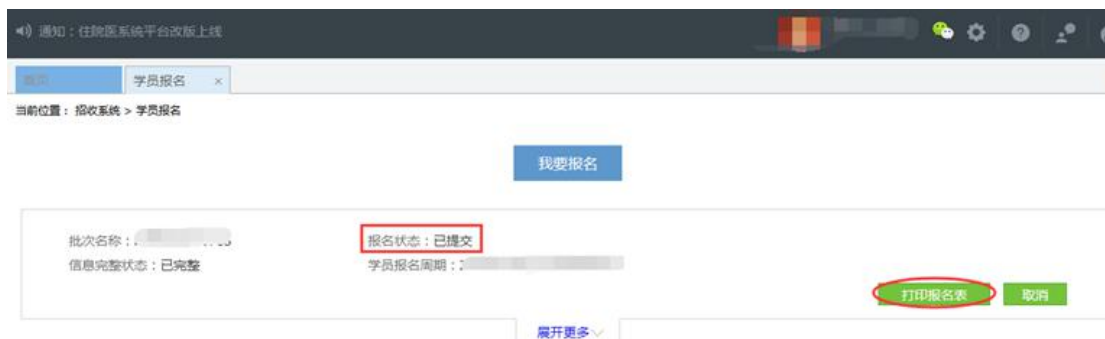 通知：住院医系统平台改版上线
首页 学员报名 ×
当前位置： 招收系统 > 学员报名
我要报名
批次名称： 报名状态：已提交
信息完整状态：已完整 学员报名周期：2
打印报名表 取消
展开更多